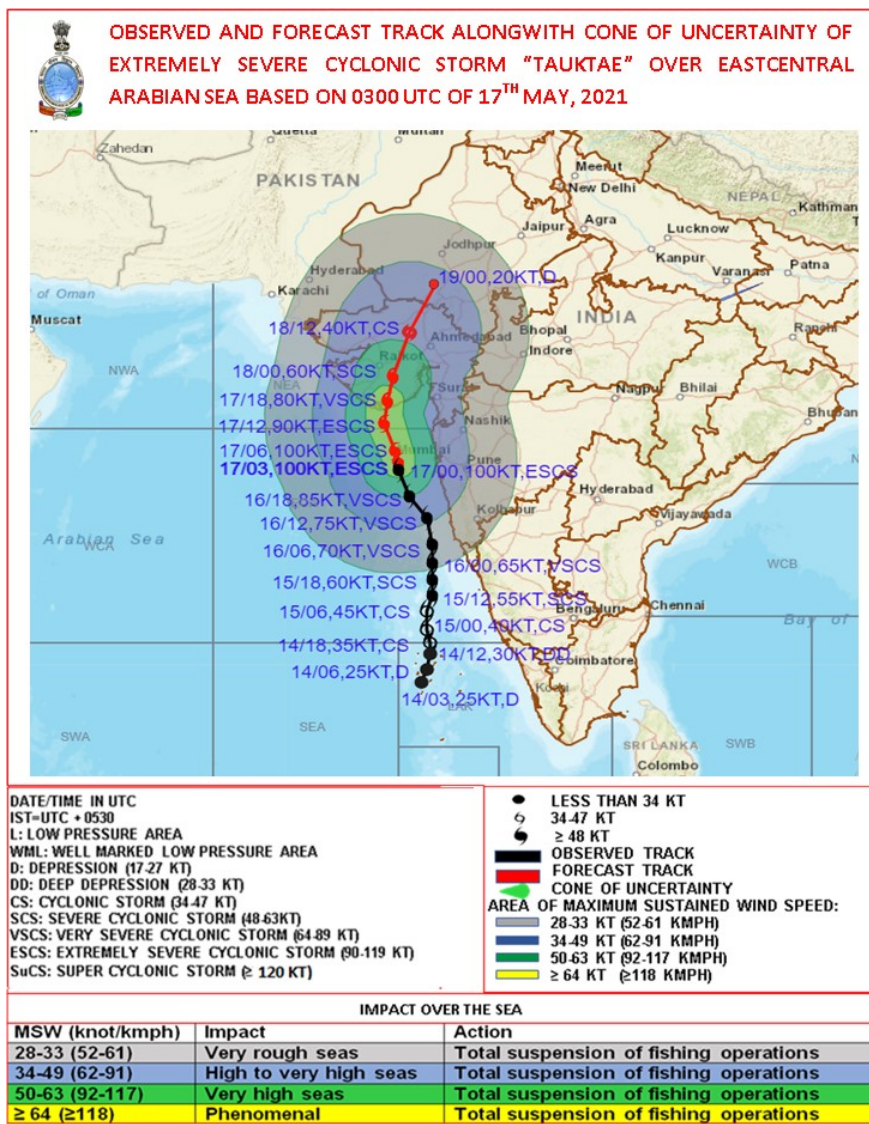 OBSERVED AND FORECAST TRACK ALONGWITH CONE OF UNCERTAINTY OF
EXTREMELY SEVERE CYCLONIC STORM "TAUKTAE" OVER EASTCENTRAL
ARABIAN SEA BASED ON 0300 UTC OF 17TH MAY, 2021
Quetta
Multan
Zahedan
Meerut
PAKISTAN
New Delhi
NEPAL
Kathman
Jaipur
Agra
Lucknow
Jodhpur
Kanpur
Hyderabad
19/00,20KT,D
Varanasi
Patna
of Oman
Karachi
Muscat
18/12,40KT,CS
Ahmedabad
Bhopal
INDIA
Ranchi
Indore
NWA
NEA
Rajkot
18/00,60KT,SCS
Surat
Nagpur
Bhilai
17/18,80KT,VSCS
Bhuban
17/12,90KT,ESCS
Nashik
17/06,100KT,ESCS
Mumbai
Pune
17/03,100KT,ESCS
17/00,100KT,ESCS
Hyderabad
16/18,85KT,VSCS
Kolhapur
Vijayawada
16/12,75KT,VSCS
Arabian Sea
WCA
16/06,70KT,VSCS
16/00,65KT,VSCS
WCB
15/18,60KT,SCS
15/12,55KT,SCS
Chennai
15/06,45KT,CS
Bengaluru
15/00,40KT,CS
Bay of
14/18,35KT,CS
14/12,30KT,DD
Coimbatore
14/06,25KT,D
Kochi
14/03,25KT,D
LAK
SEA
SWA
SRI LANKA
SWB
Colombo
DATE/TIME IN UTC
IST=UTC + 0530
L: LOW PRESSURE AREA
WML: WELL MARKED LOW PRESSURE AREA
D: DEPRESSION (17-27 KT)
DD: DEEP DEPRESSION (28-33 KT)
CS: CYCLONIC STORM (34-47 KT)
SCS: SEVERE CYCLONIC STORM (48-63KT)
VSCS: VERY SEVERE CYCLONIC STORM (64-89 KT)
ESCS: EXTREMELY SEVERE CYCLONIC STORM (90-119 KT)
SuCS: SUPER CYCLONIC STORM (≥ 120 KT)
LESS THAN 34 KT
34-47 KT
≥ 48 KT
OBSERVED TRACK
FORECAST TRACK
CONE OF UNCERTAINTY
AREA OF MAXIMUM SUSTAINED WIND SPEED:
28-33 KT (52-61 KMPH)
34-49 KT (62-91 KMPH)
50-63 KT (92-117 KMPH)
≥ 64 KT (≥118 KMPH)
IMPACT OVER THE SEA
MSW (knot/kmph) Impact Action
28-33 (52-61) Very rough seas Total suspension of fishing operations
34-49 (62-91) High to very high seas Total suspension of fishing operations
50-63 (92-117) Very high seas Total suspension of fishing operations
≥ 64 (≥118) Phenomenal Total suspension of fishing operations